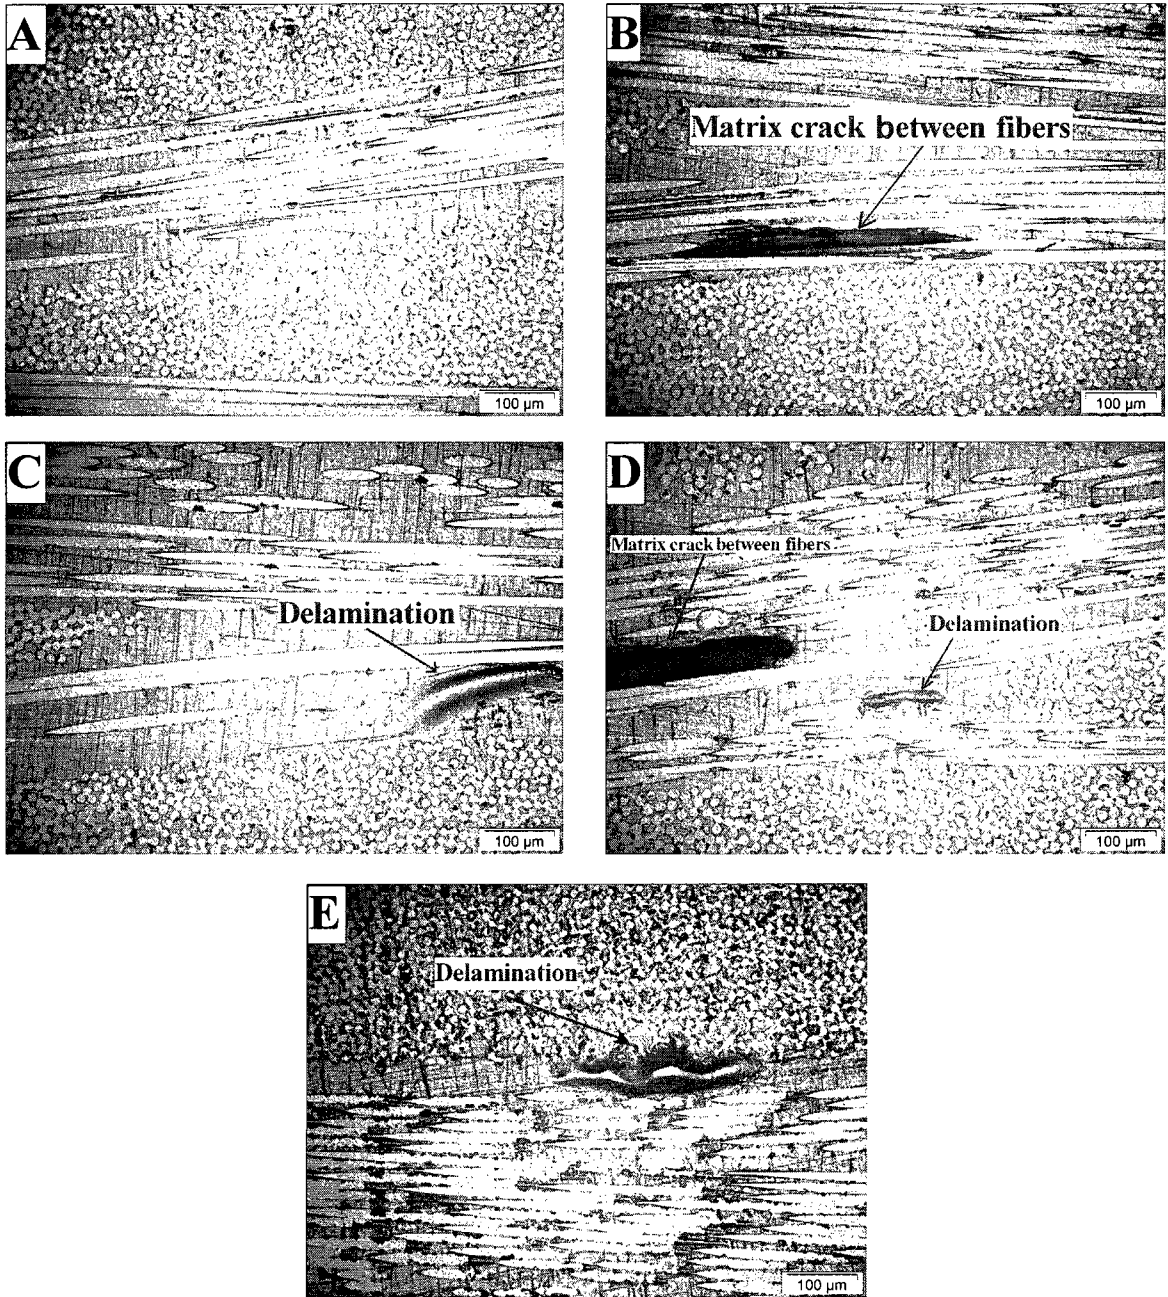 A
100 µm
B
Matrix crack between fibers
100 µm
C
Delamination
100 µm
D
Matrix crack between fibers
Delamination
100 µm
E
Delamination
100 µm